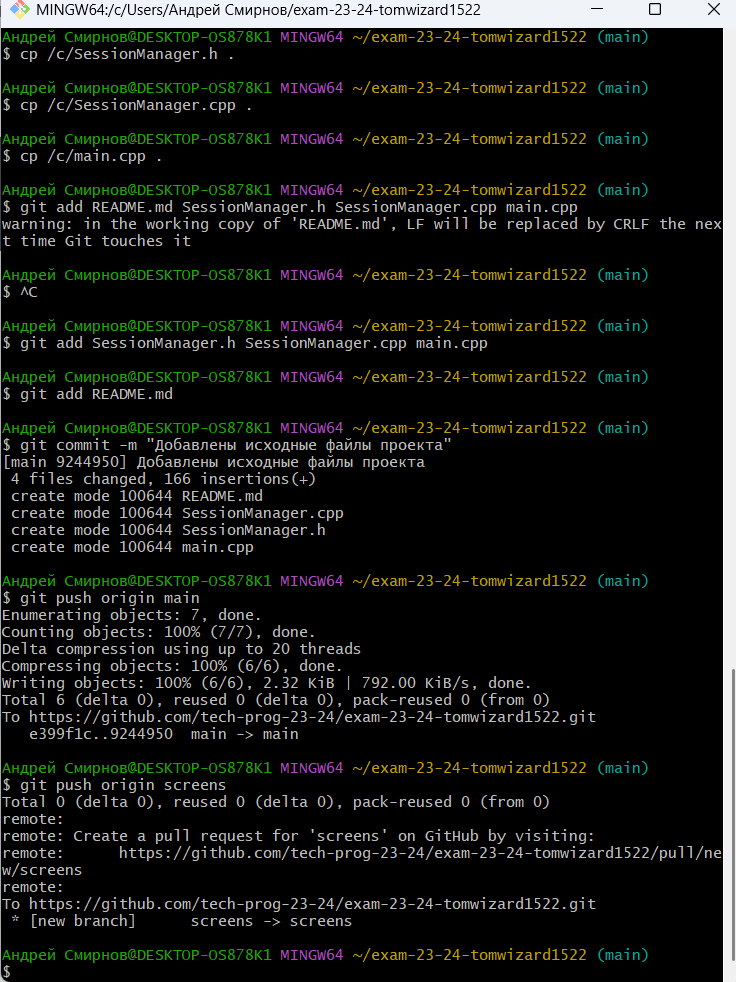 MINGW64:/c/Users/Андрей Смирнов/exam-23-24-tomwizard1522
Андрей Смирнов@DESKTOP-OS878K1 MINGW64 ~/exam-23-24-tomwizard1522 (main)
$ cp /c/SessionManager.h .
Андрей Смирнов@DESKTOP-OS878K1 MINGW64 ~/exam-23-24-tomwizard1522 (main)
$ cp /c/SessionManager.cpp .
Андрей Смирнов@DESKTOP-OS878K1 MINGW64 ~/exam-23-24-tomwizard1522 (main)
$ cp /c/main.cpp .
Андрей Смирнов@DESKTOP-OS878K1 MINGW64 ~/exam-23-24-tomwizard1522 (main)
$ git add README.md SessionManager.h SessionManager.cpp main.cpp
warning: in the working copy of 'README.md', LF will be replaced by CRLF the nex
t time Git touches it
Андрей Смирнов@DESKTOP-OS878K1 MINGW64 ~/exam-23-24-tomwizard1522 (main)
$ ^C
Андрей Смирнов@DESKTOP-OS878K1 MINGW64 ~/exam-23-24-tomwizard1522 (main)
$ git add SessionManager.h SessionManager.cpp main.cpp
Андрей Смирнов@DESKTOP-OS878K1 MINGW64 ~/exam-23-24-tomwizard1522 (main)
$ git add README.md
Андрей Смирнов@DESKTOP-OS878K1 MINGW64 ~/exam-23-24-tomwizard1522 (main)
$ git commit -m "Добавлены исходные файлы проекта"
[main 9244950] Добавлены исходные файлы проекта
 4 files changed, 166 insertions(+)
 create mode 100644 README.md
 create mode 100644 SessionManager.cpp
 create mode 100644 SessionManager.h
 create mode 100644 main.cpp
Андрей Смирнов@DESKTOP-OS878K1 MINGW64 ~/exam-23-24-tomwizard1522 (main)
$ git push origin main
Enumerating objects: 7, done.
Counting objects: 100% (7/7), done.
Delta compression using up to 20 threads
Compressing objects: 100% (6/6), done.
Writing objects: 100% (6/6), 2.32 KiB | 792.00 KiB/s, done.
Total 6 (delta 0), reused 0 (delta 0), pack-reused 0 (from 0)
To https://github.com/tech-prog-23-24/exam-23-24-tomwizard1522.git
   e399f1c..9244950  main -> main
Андрей Смирнов@DESKTOP-OS878K1 MINGW64 ~/exam-23-24-tomwizard1522 (main)
$ git push origin screens
Total 0 (delta 0), reused 0 (delta 0), pack-reused 0 (from 0)
remote:
remote: Create a pull request for 'screens' on GitHub by visiting:
remote:      https://github.com/tech-prog-23-24/exam-23-24-tomwizard1522/pull/ne
w/screens
remote:
To https://github.com/tech-prog-23-24/exam-23-24-tomwizard1522.git
 * [new branch]      screens -> screens
Андрей Смирнов@DESKTOP-OS878K1 MINGW64 ~/exam-23-24-tomwizard1522 (main)
$